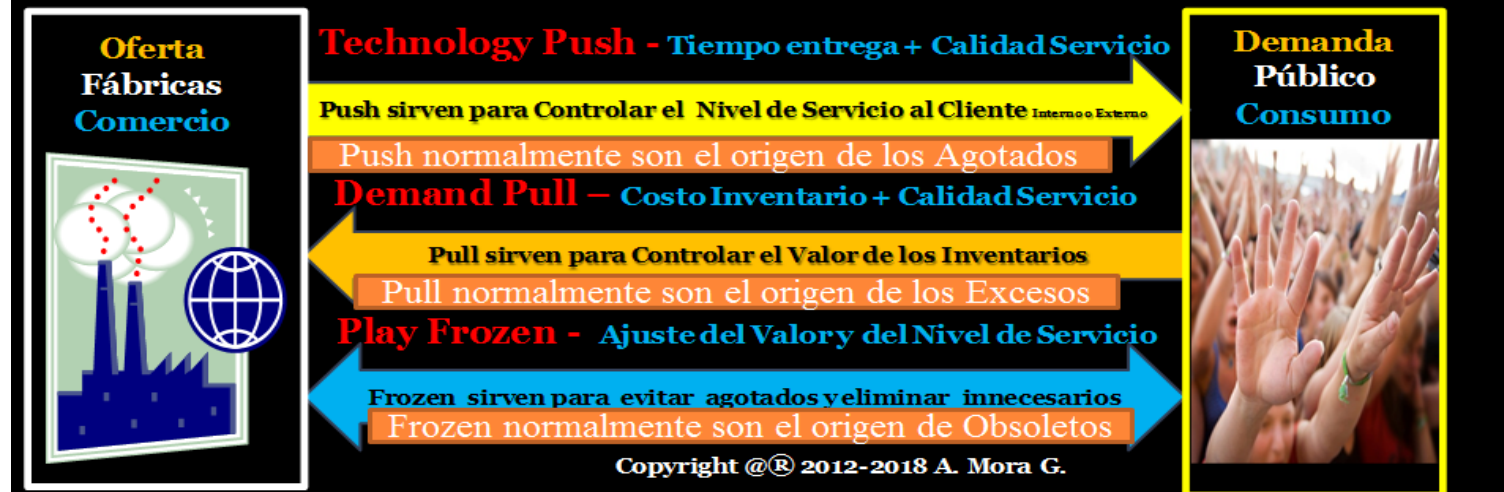 Oferta
Fábricas
Comercio
Technology Push - Tiempo entrega + Calidad Servicio
Push sirven para Controlar el Nivel de Servicio al Cliente Interno o Externo
Push normalmente son el origen de los Agotados
Demand Pull – Costo Inventario + Calidad Servicio
Pull sirven para Controlar el Valor de los Inventarios
Pull normalmente son el origen de los Excesos
Play Frozen - Ajuste del Valor y del Nivel de Servicio
Frozen sirven para evitar agotados y eliminar innecesarios
Frozen normalmente son el origen de Obsoletos
Copyright @® 2012-2018 A. Mora G.
Demanda
Público
Consumo